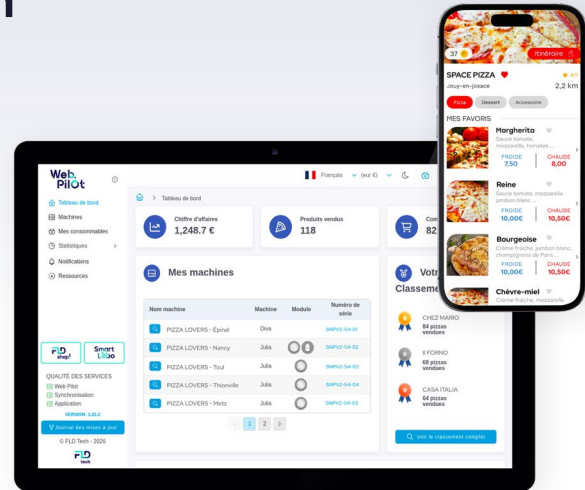 Web.
Pilot
Français
(eur €)
Tableau de bord
Machines
Mes consommables
Statistiques
Notifications
Ressources
FLD
shop!
Smart
QUALITÉ DES SERVICES
Web Pilot
Synchronisation
Application
VERSION: 1.22.2
Journal des mises à jour
© FLD Tech - 2026
FLD
tech
> Tableau de bord
Chiffre d'affaires
1,248.7 €
Produits vendus
118
82
Mes machines
Nom machine Machine Module Numéro de série
PIZZA LOVERS - Épinal Diva SNPV2-54-01
PIZZA LOVERS - Nancy Julia SNPV2-54-02
PIZZA LOVERS - Toul Julia SNPV2-54-03
PIZZA LOVERS - Thionville Julia SNPV2-54-04
PIZZA LOVERS - Metz Julia SNPV2-54-05
< 1 2 >
CHEZ MARIO
84 pizzas
vendues
Il FORNO
68 pizzas
vendues
CASA ITALIA
64 pizzas
vendues
Voir le classement complet
37
Itinéraire
SPACE PIZZA
Jouy-en-josace
2,2 km
Pizza Dessert Accessoire
MES FAVORIS
Margherita
Sauce tomate,
mozzarella, tomates ...
FROIDE CHAUDE
7,50 8,00
Reine
Sauce tomate, mozzarella
jambon blanc ...
FROIDE CHAUDE
10,00€ 10,50€
Bourgeoise
Crème fraîche, jambon blanc,
champignons de Paris...
FROIDE CHAUDE
10,00€ 10,50€
Chèvre-miel
Crème fraîche, mozzarella